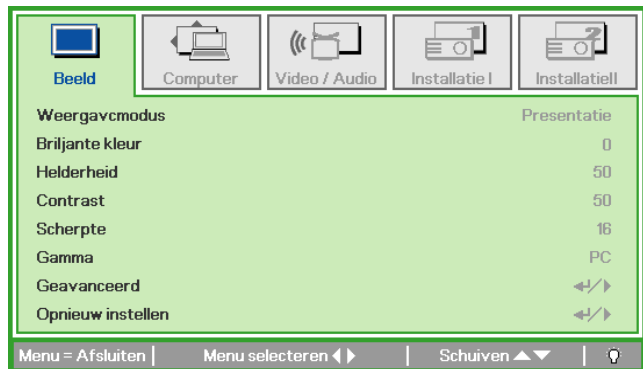 Beeld Computer Video / Audio Installatie I InstallatieII
Weergavcmodus Presentatie
Briljante kleur 0
Helderheid 50
Contrast 50
Scherpte 16
Gamma PC
Geavanceerd ↵/▶
Opnieuw instellen ↵/▶
Menu = Afsluiten | Menu selecteren ◀ ▶ | Schuiven ▲▼ |